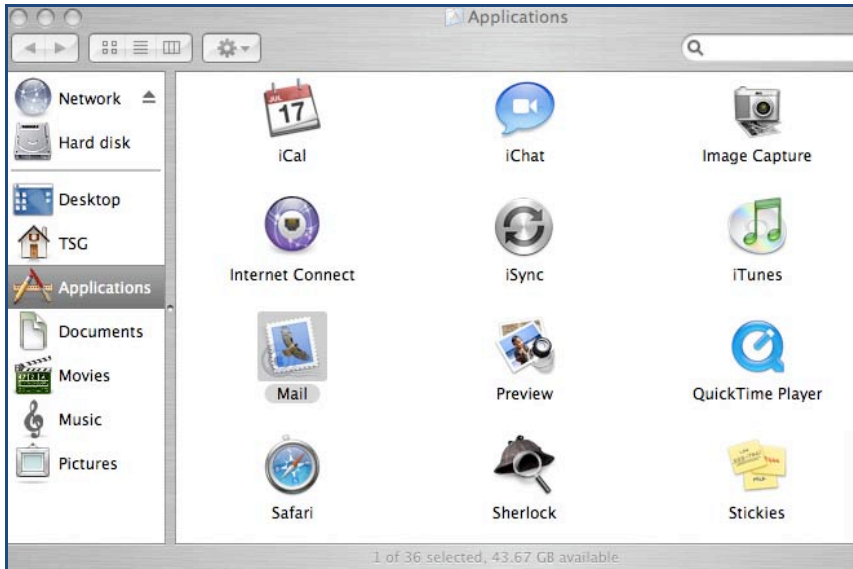 Applications
Network
Hard disk
Desktop
TSG
Applications
Documents
Movies
Music
Pictures
JUL
17
iCal
iChat
Image Capture
Internet Connect
iSync
iTunes
Mail
Preview
QuickTime Player
Safari
Sherlock
Stickies
1 of 36 selected, 43.67 GB available